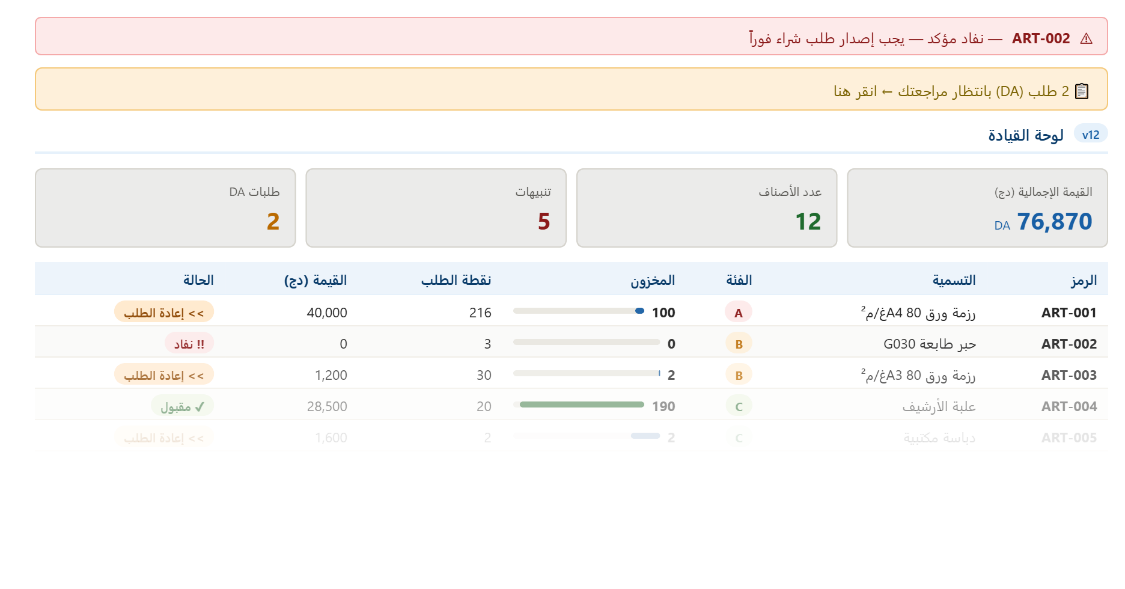 ⚠ ART-002 — نفاد مؤكد — يجب إصدار طلب شراء فوراً
📋 2 طلب (DA) بانتظار مراجعتك ← انقر هنا
v12 لوحة القيادة
القيمة الإجمالية (دج)
76,870 DA
عدد الأصناف
12
تنبيهات
5
طلبات DA
2
الرمز التسمية الفئة المخزون نقطة الطلب القيمة (دج) الحالة
ART-001 رزمة ورق A4 80غ/م² A 100 216 40,000 >> إعادة الطلب
ART-002 حبر طابعة G030 B 0 3 0 !! نفاد
ART-003 رزمة ورق A3 80غ/م² B 2 30 1,200 >> إعادة الطلب
ART-004 علبة الأرشيف C 190 20 28,500 ✓ مقبول
ART-005 دباسة مكتبية C 2 2 1,600 >> إعادة الطلب